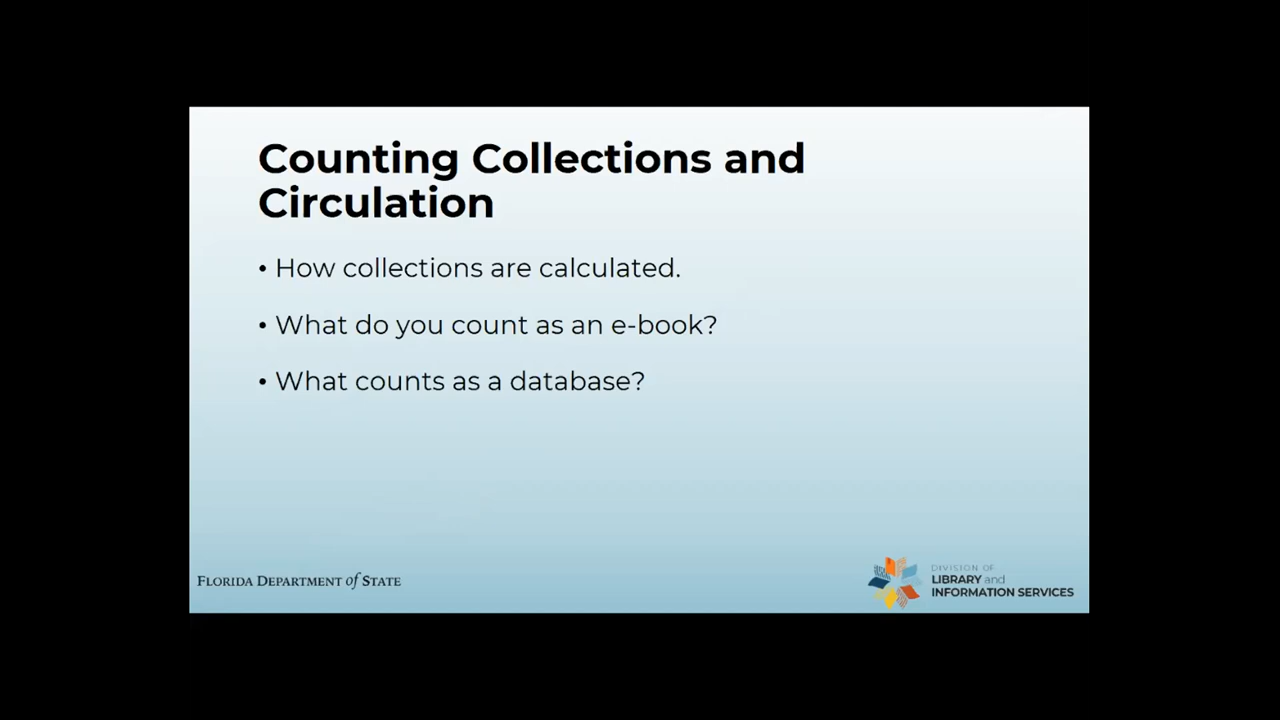 Counting Collections and
Circulation
• How collections are calculated.
• What do you count as an e-book?
• What counts as a database?
FLORIDA DEPARTMENT of STATE
DIVISION OF
LIBRARY and
INFORMATION SERVICES